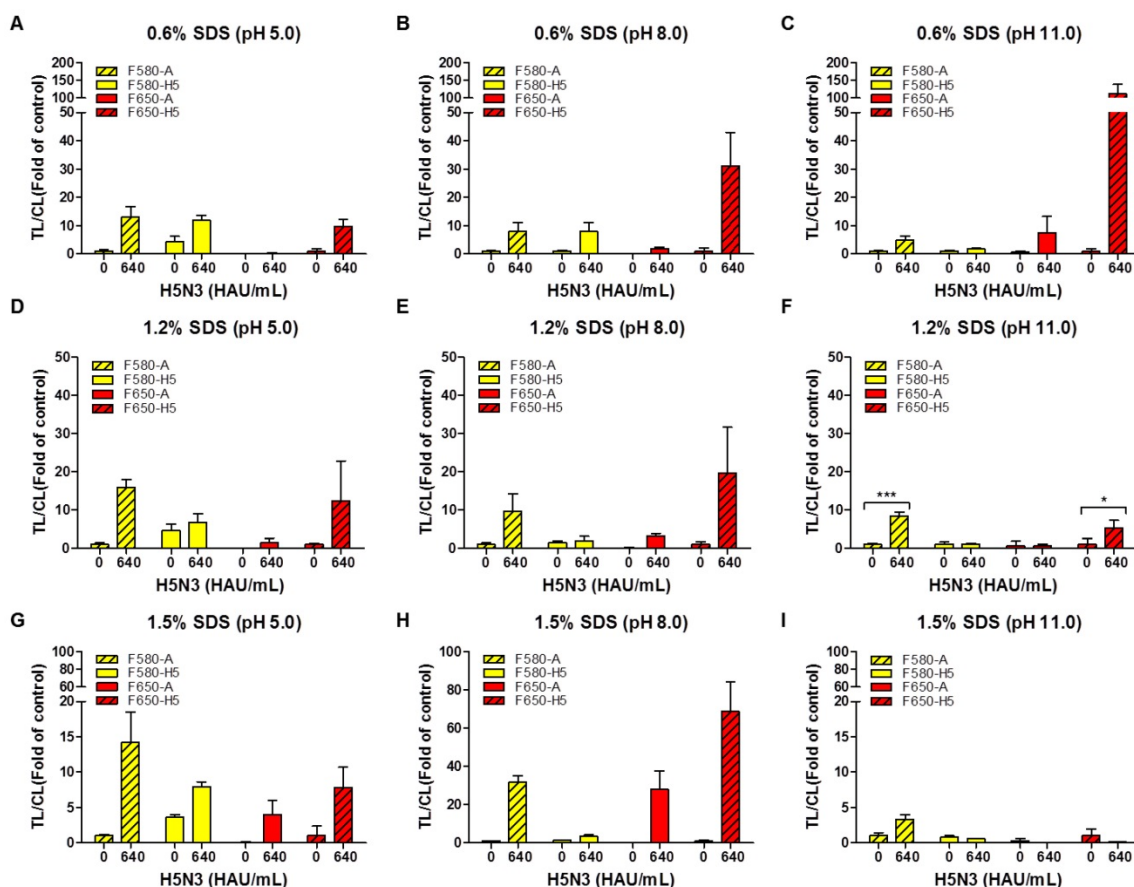 A
0.6% SDS (pH 5.0)
TL/CL(Fold of control)
200
150
100
50
40
30
20
10
0
F580-A
F580-H5
F650-A
F650-H5
0 640 0 640 0 640 0 640
H5N3 (HAU/mL)
B
0.6% SDS (pH 8.0)
TL/CL(Fold of control)
200
150
100
50
40
30
20
10
0
F580-A
F580-H5
F650-A
F650-H5
0 640 0 640 0 640 0 640
H5N3 (HAU/mL)
C
0.6% SDS (pH 11.0)
TL/CL(Fold of control)
200
150
100
50
40
30
20
10
0
F580-A
F580-H5
F650-A
F650-H5
0 640 0 640 0 640 0 640
H5N3 (HAU/mL)
D
1.2% SDS (pH 5.0)
TL/CL(Fold of control)
50
40
30
20
10
0
F580-A
F580-H5
F650-A
F650-H5
0 640 0 640 0 640 0 640
H5N3 (HAU/mL)
E
1.2% SDS (pH 8.0)
TL/CL(Fold of control)
50
40
30
20
10
0
F580-A
F580-H5
F650-A
F650-H5
0 640 0 640 0 640 0 640
H5N3 (HAU/mL)
F
1.2% SDS (pH 11.0)
TL/CL(Fold of control)
50
40
30
20
10
0
F580-A
F580-H5
F650-A
F650-H5
*** *
0 640 0 640 0 640 0 640
H5N3 (HAU/mL)
G
1.5% SDS (pH 5.0)
TL/CL(Fold of control)
100
80
60
20
15
10
5
0
F580-A
F580-H5
F650-A
F650-H5
0 640 0 640 0 640 0 640
H5N3 (HAU/mL)
H
1.5% SDS (pH 8.0)
TL/CL(Fold of control)
100
80
60
40
20
0
F580-A
F580-H5
F650-A
F650-H5
0 640 0 640 0 640 0 640
H5N3 (HAU/mL)
I
1.5% SDS (pH 11.0)
TL/CL(Fold of control)
100
80
60
20
15
10
5
0
F580-A
F580-H5
F650-A
F650-H5
0 640 0 640 0 640 0 640
H5N3 (HAU/mL)